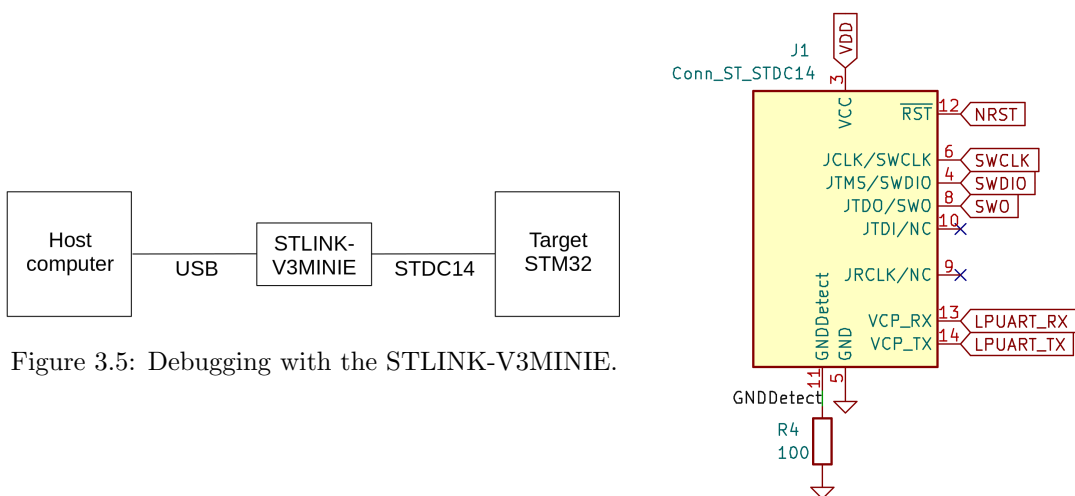 Host
computer
USB
STLINK-
V3MINIE
STDC14
Target
STM32
Figure 3.5: Debugging with the STLINK-V3MINIE.
VDD
J1
Conn_ST_STDC14
3
VCC
RST
12
NRST
JCLK/SWCLK
6
SWCLK
JTMS/SWDIO
4
SWDIO
JTDO/SWO
8
SWO
JTDI/NC
10
JRCLK/NC
9
VCP_RX
13
LPUART_RX
VCP_TX
14
LPUART_TX
GNDDetect
GND
11
5
GNDDetect
R4
100